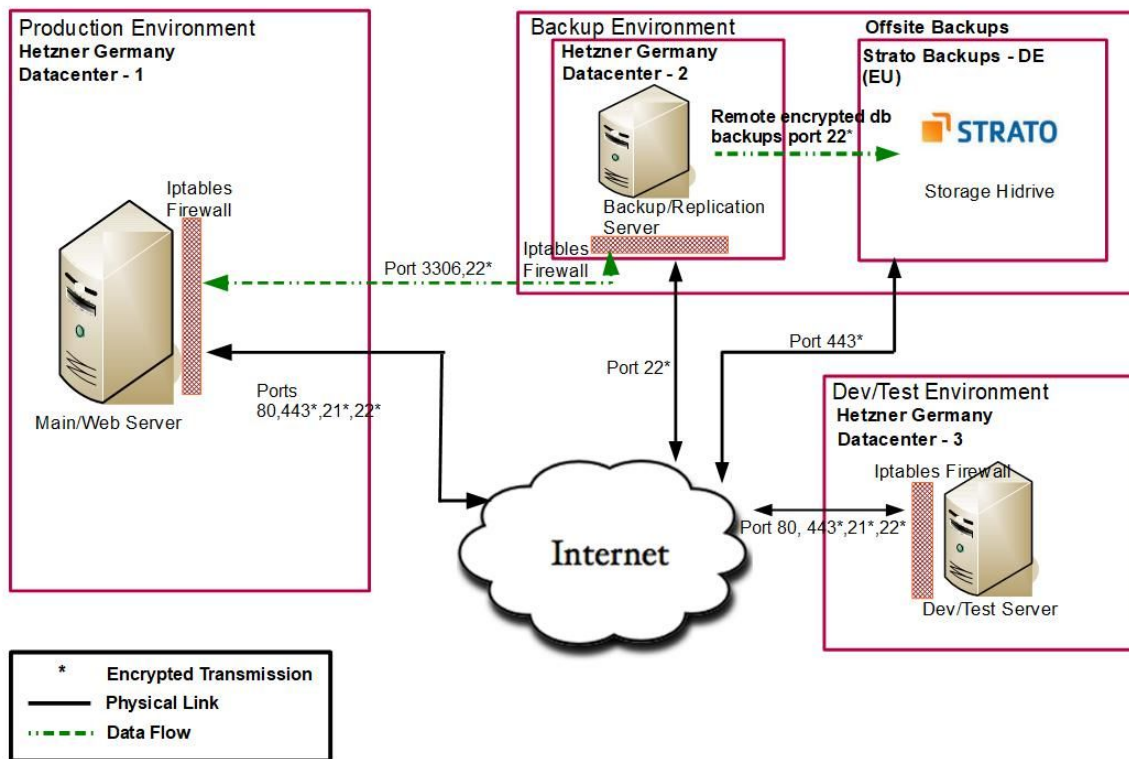 Production Environment
Hetzner Germany
Datacenter - 1
Iptables
Firewall
Main/Web Server
Backup Environment
Hetzner Germany
Datacenter - 2
Backup/Replication
Server
Iptables
Firewall
Remote encrypted db
backups port 22*
Offsite Backups
Strato Backups - DE
(EU)
STRATO
Storage Hidrive
Port 3306,22*
Ports
80,443*,21*,22*
Port 22*
Port 443*
Dev/Test Environment
Hetzner Germany
Datacenter - 3
Iptables Firewall
Port 80, 443*,21*,22*
Dev/Test Server
Internet
* Encrypted Transmission
Physical Link
Data Flow